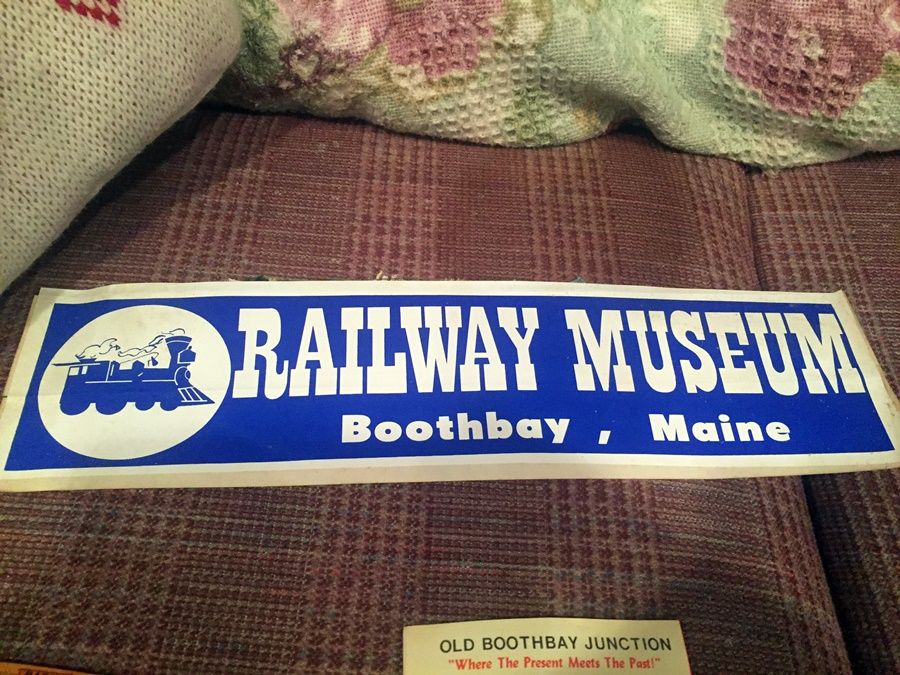 RAILWAY MUSEUM
Boothbay, Maine
OLD BOOTHBAY JUNCTION
"Where The Present Meets The Past!"